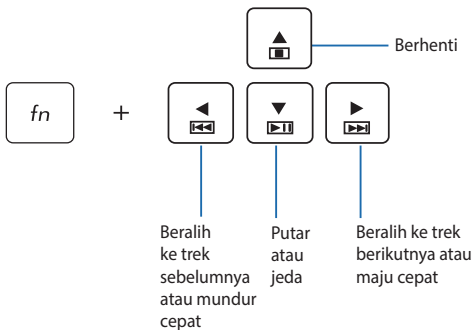 Berhenti
fn
+
Beralih
ke trek
sebelumnya
atau mundur
cepat
Putar
atau
jeda
Beralih ke trek
berikutnya atau
maju cepat